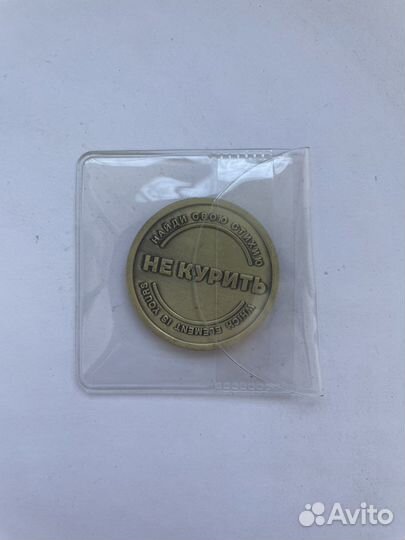 НАЙДИ СВОЮ СТИХИЮ
НЕ КУРИТЬ
WHICH ELEMENT IS YOURS
Avito